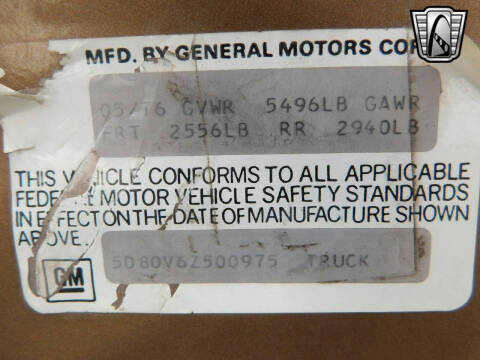 MFD. BY GENERAL MOTORS COR
05/76 GVWR 5496LB GAWR
FRT 2556LB RR 2940LB
THIS VEHICLE CONFORMS TO ALL APPLICABLE
FEDERAL MOTOR VEHICLE SAFETY STANDARDS
IN EFFECT ON THE DATE OF MANUFACTURE SHOWN
ABOVE.
5D80V6Z500975 TRUCK
GM